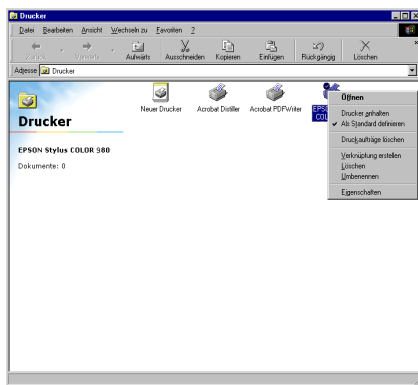 Drucker
Datei Bearbeiten Ansicht Wechseln zu Favoriten ?
Zurück Vorwärts Aufwärts Ausschneiden Kopieren Einfügen Rückgängig Löschen
Adresse Drucker
Drucker
EPSON Stylus COLOR 980
Dokumente: 0
Neuer Drucker Acrobat Distiller Acrobat PDFWriter
Öffnen
Drucker anhalten
Als Standard definieren
Druckaufträge löschen
Verknüpfung erstellen
Löschen
Umbenennen
Eigenschaften